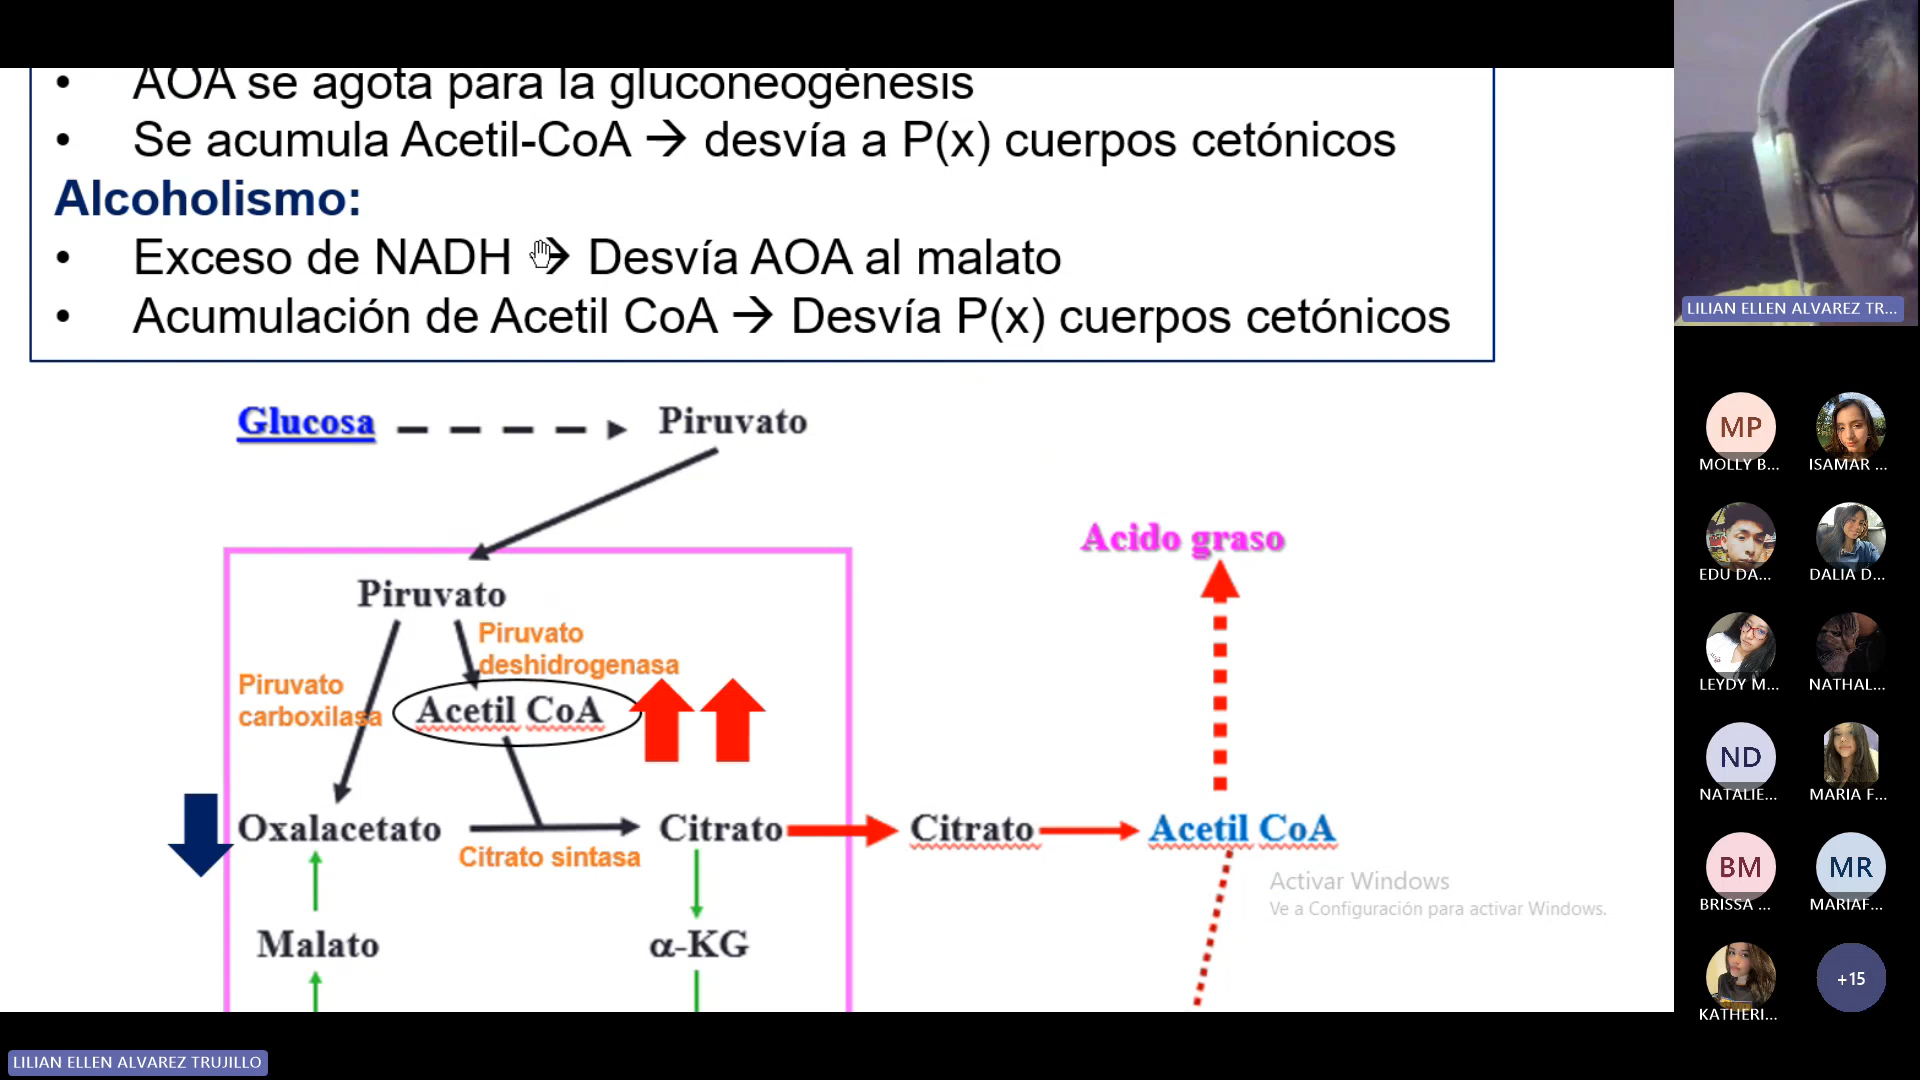 • AOA se agota para la gluconeogénesis
• Se acumula Acetil-CoA → desvía a P(x) cuerpos cetónicos
Alcoholismo:
• Exceso de NADH → Desvía AOA al malato
• Acumulación de Acetil CoA → Desvía P(x) cuerpos cetónicos
Glucosa
Piruvato
Acido graso
Piruvato
Piruvato
deshidrogenasa
Piruvato
carboxilasa
Acetil CoA
Oxalacetato
Citrato
Citrato
Acetil CoA
Citrato sintasa
Activar Windows
Ve a Configuración para activar Windows.
Malato
α-KG
LILIAN ELLEN ALVAREZ TR...
MP
MOLLY B...
ISAMAR ...
EDU DA...
DALIA D...
LEYDY M...
NATHAL...
ND
NATALIE...
MARIA F...
BM
BRISSA ...
MR
MARIAF...
KATHERI...
+15
LILIAN ELLEN ALVAREZ TRUJILLO